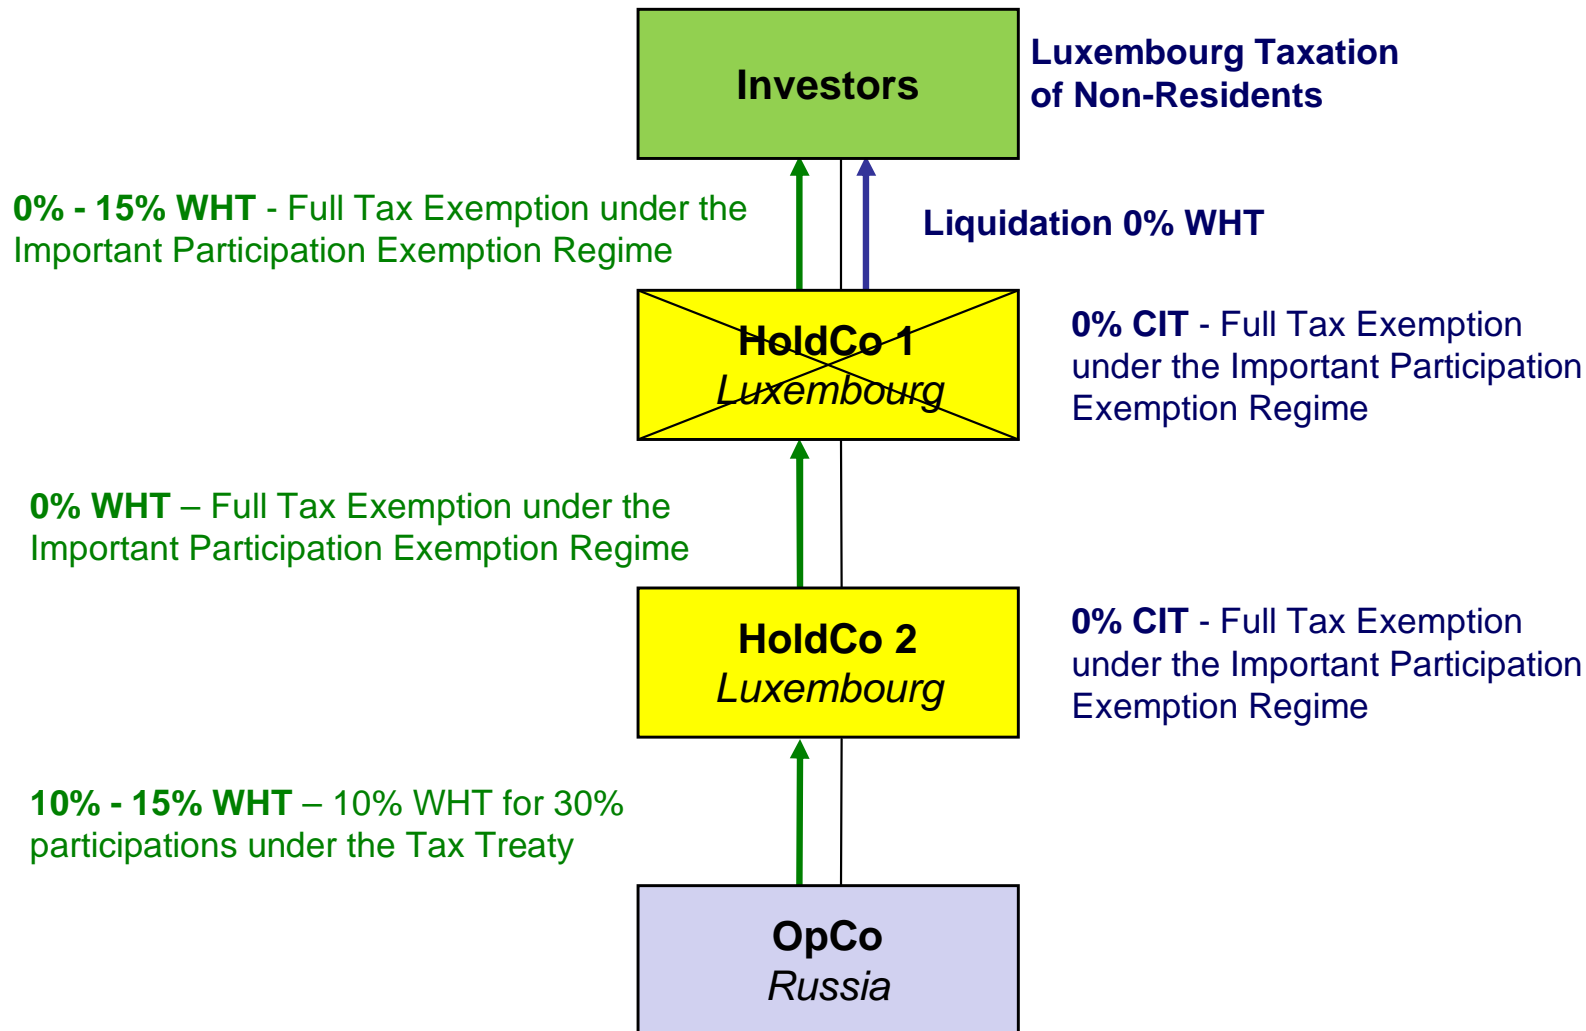 Investors
Luxembourg Taxation
of Non-Residents
0% - 15% WHT - Full Tax Exemption under the
Important Participation Exemption Regime
Liquidation 0% WHT
HoldCo 1
Luxembourg
0% CIT - Full Tax Exemption
under the Important Participation
Exemption Regime
0% WHT – Full Tax Exemption under the
Important Participation Exemption Regime
HoldCo 2
Luxembourg
0% CIT - Full Tax Exemption
under the Important Participation
Exemption Regime
10% - 15% WHT – 10% WHT for 30%
participations under the Tax Treaty
OpCo
Russia